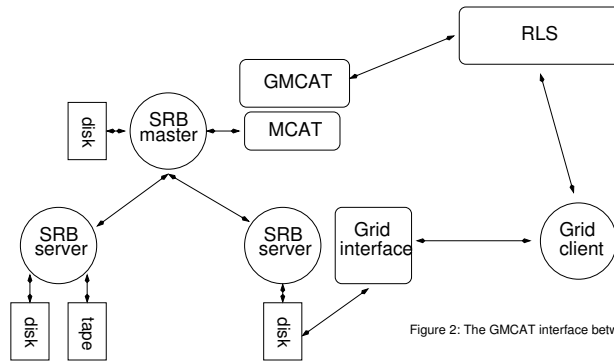 RLS
GMCAT
disk
SRB
master
MCAT
SRB
server
SRB
server
Grid
interface
Grid
client
disk
tape
disk
Figure 2: The GMCAT interface betw